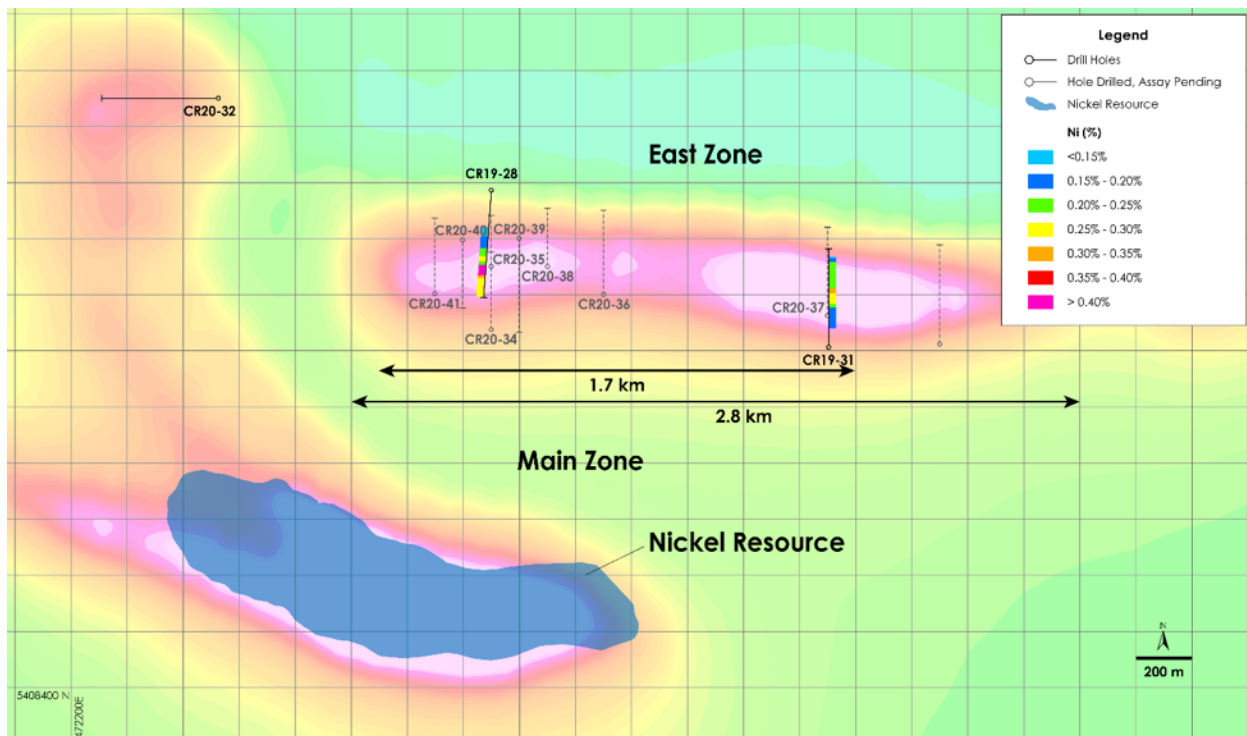 Legend
Drill Holes
Hole Drilled, Assay Pending
Nickel Resource
Ni (%)
<0.15%
0.15% - 0.20%
0.20% - 0.25%
0.25% - 0.30%
0.30% - 0.35%
0.35% - 0.40%
> 0.40%
CR20-32
East Zone
CR19-28
CR20-40
CR20-39
CR20-35
CR20-38
CR20-41
CR20-36
CR20-37
CR20-34
CR19-31
1.7 km
2.8 km
Main Zone
Nickel Resource
N
200 m
5408400 N
472200E